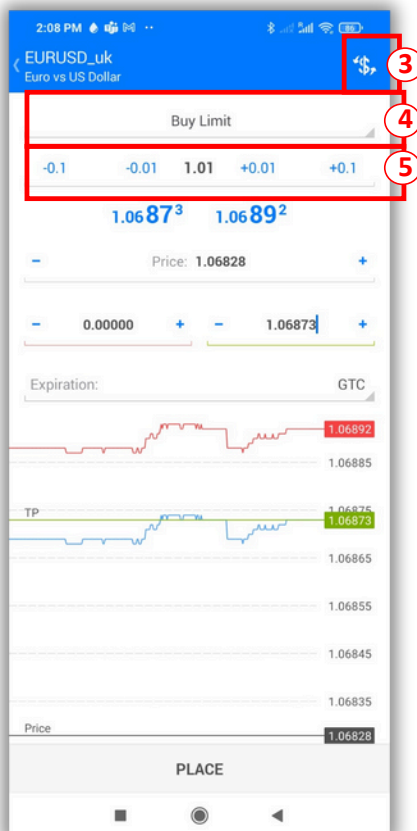 2:08 PM
EURUSD_uk
Euro vs US Dollar
3
Buy Limit
4
-0.1 -0.01 1.01 +0.01 +0.1
5
1.06873 1.06892
- Price: 1.06828 +
- 0.00000 + - 1.06873 +
Expiration: GTC
1.06892
1.06885
TP
1.06875
1.06873
1.06865
1.06855
1.06845
1.06835
Price
1.06828
PLACE